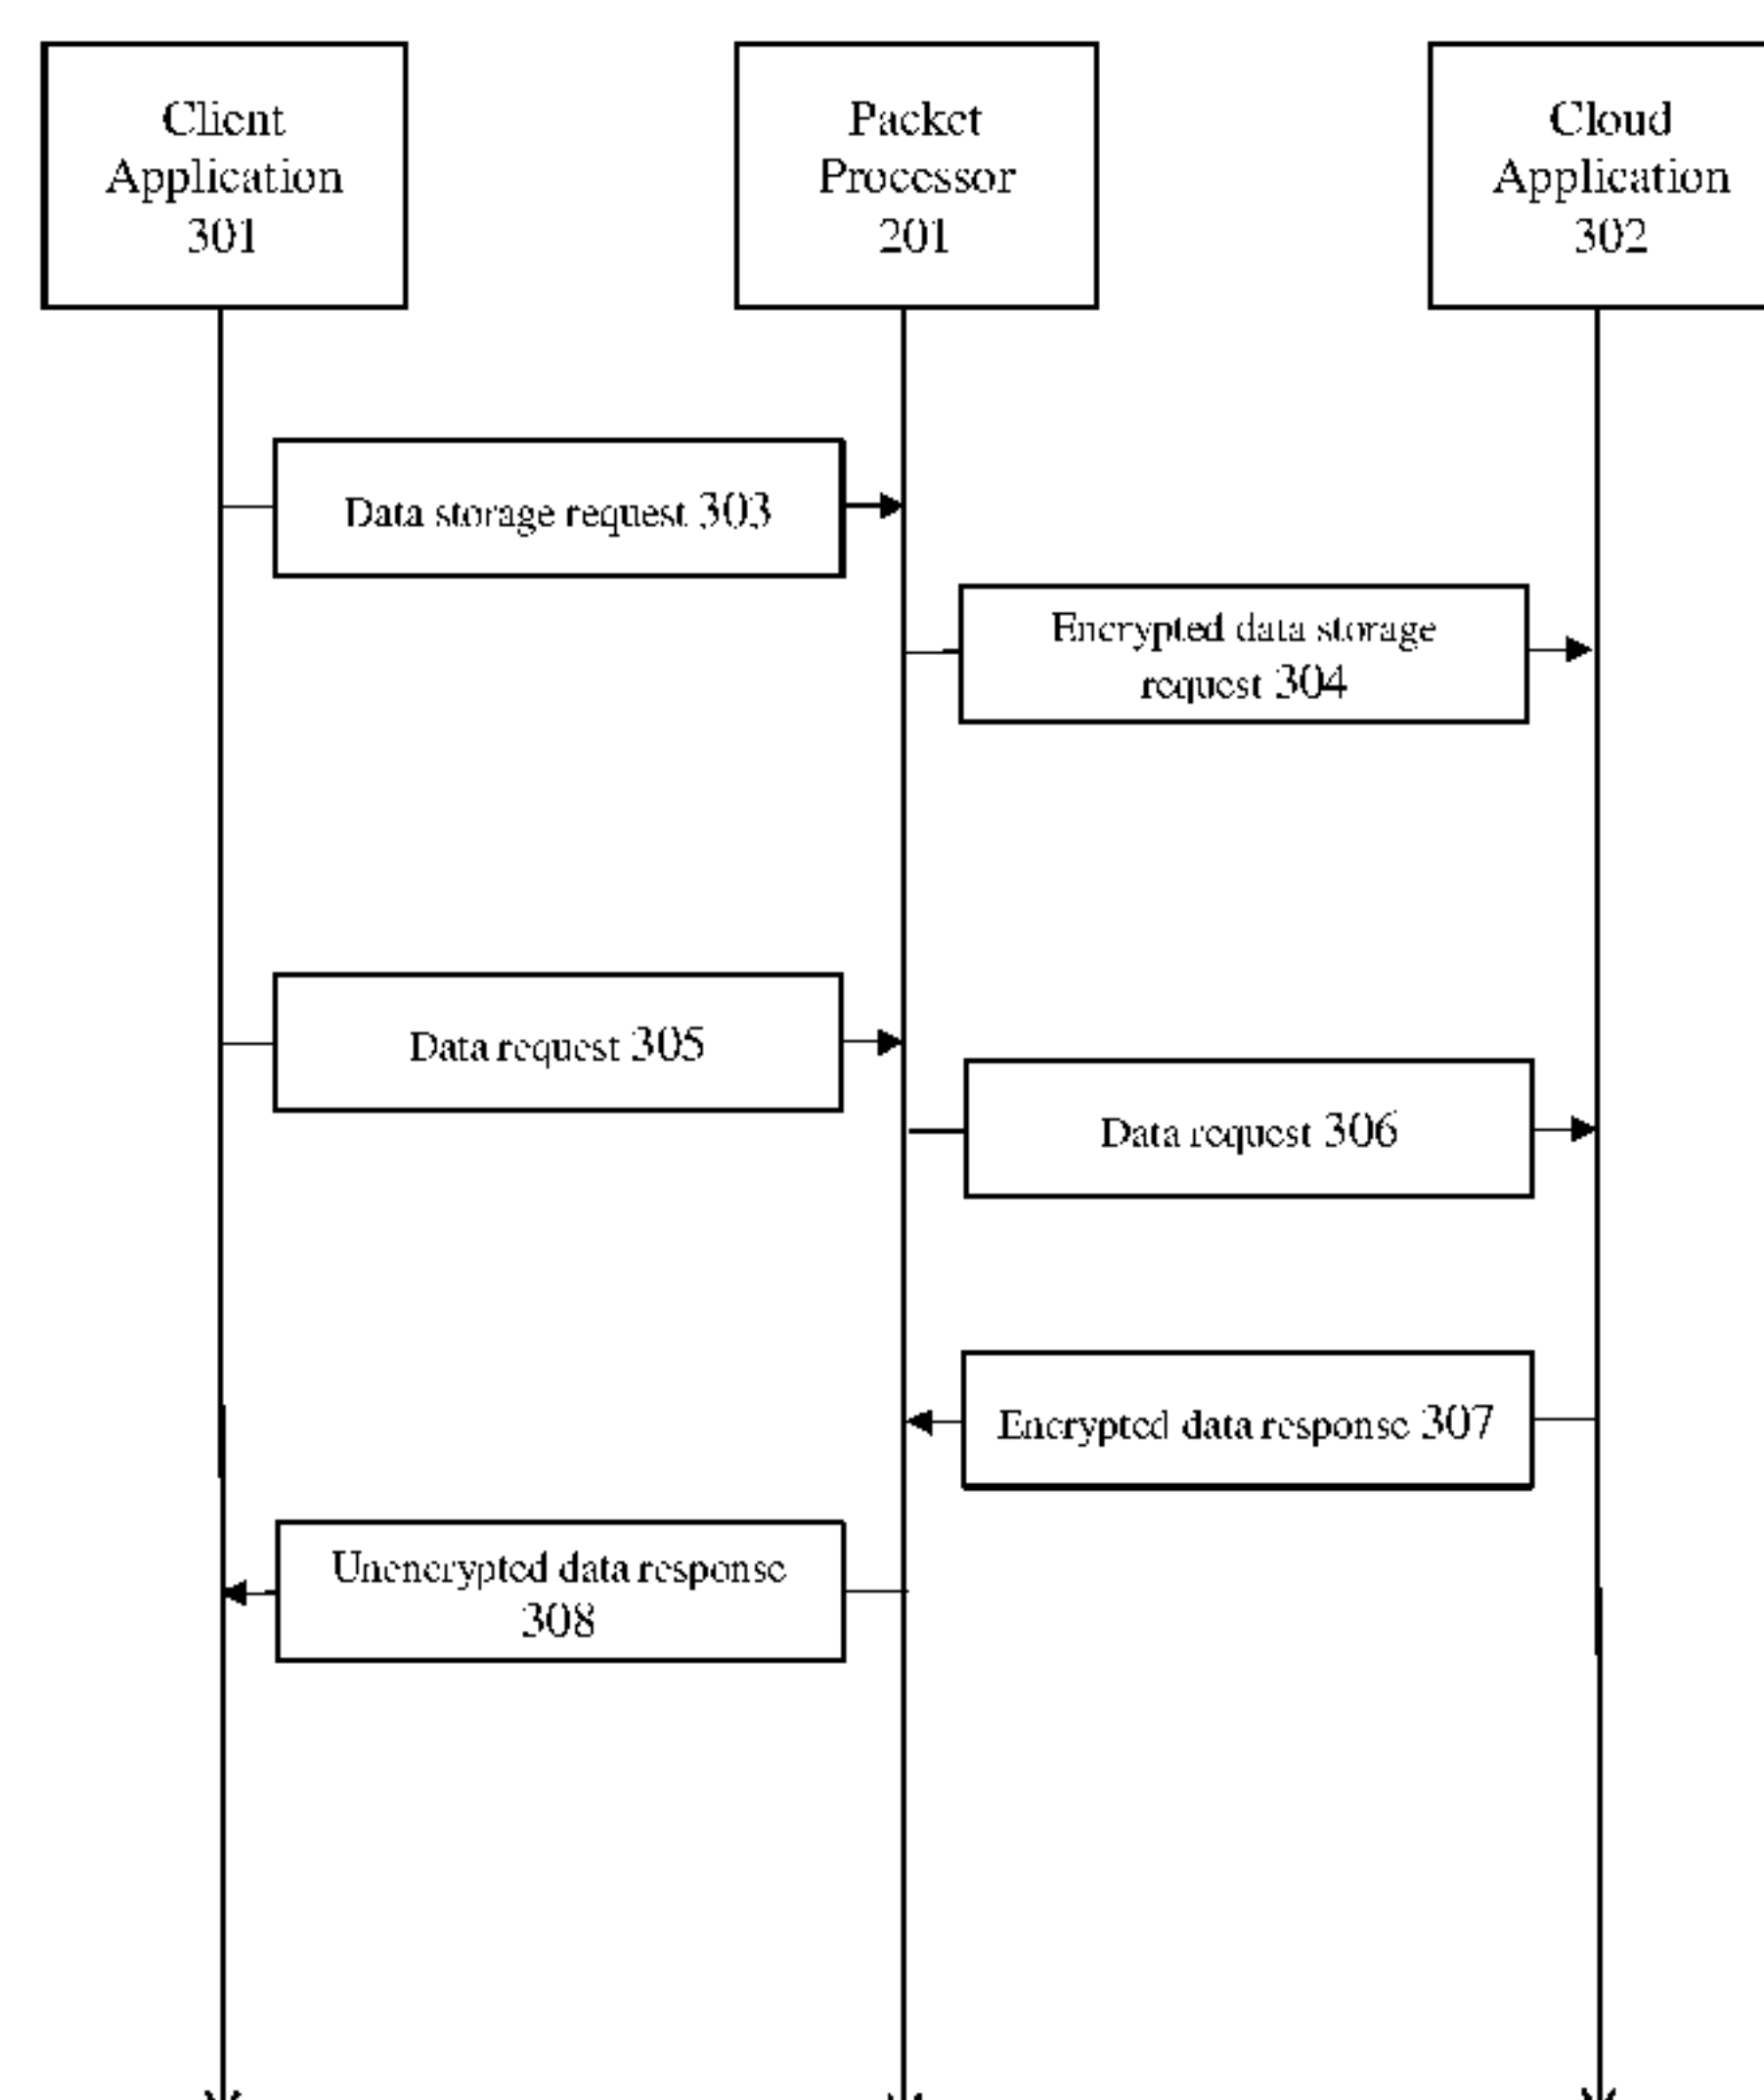 Client
Application
301
Packet
Processor
201
Cloud
Application
302
Data storage request 303
Encrypted data storage
request 304
Data request 305
Data request 306
Encrypted data response 307
Unencrypted data response
308